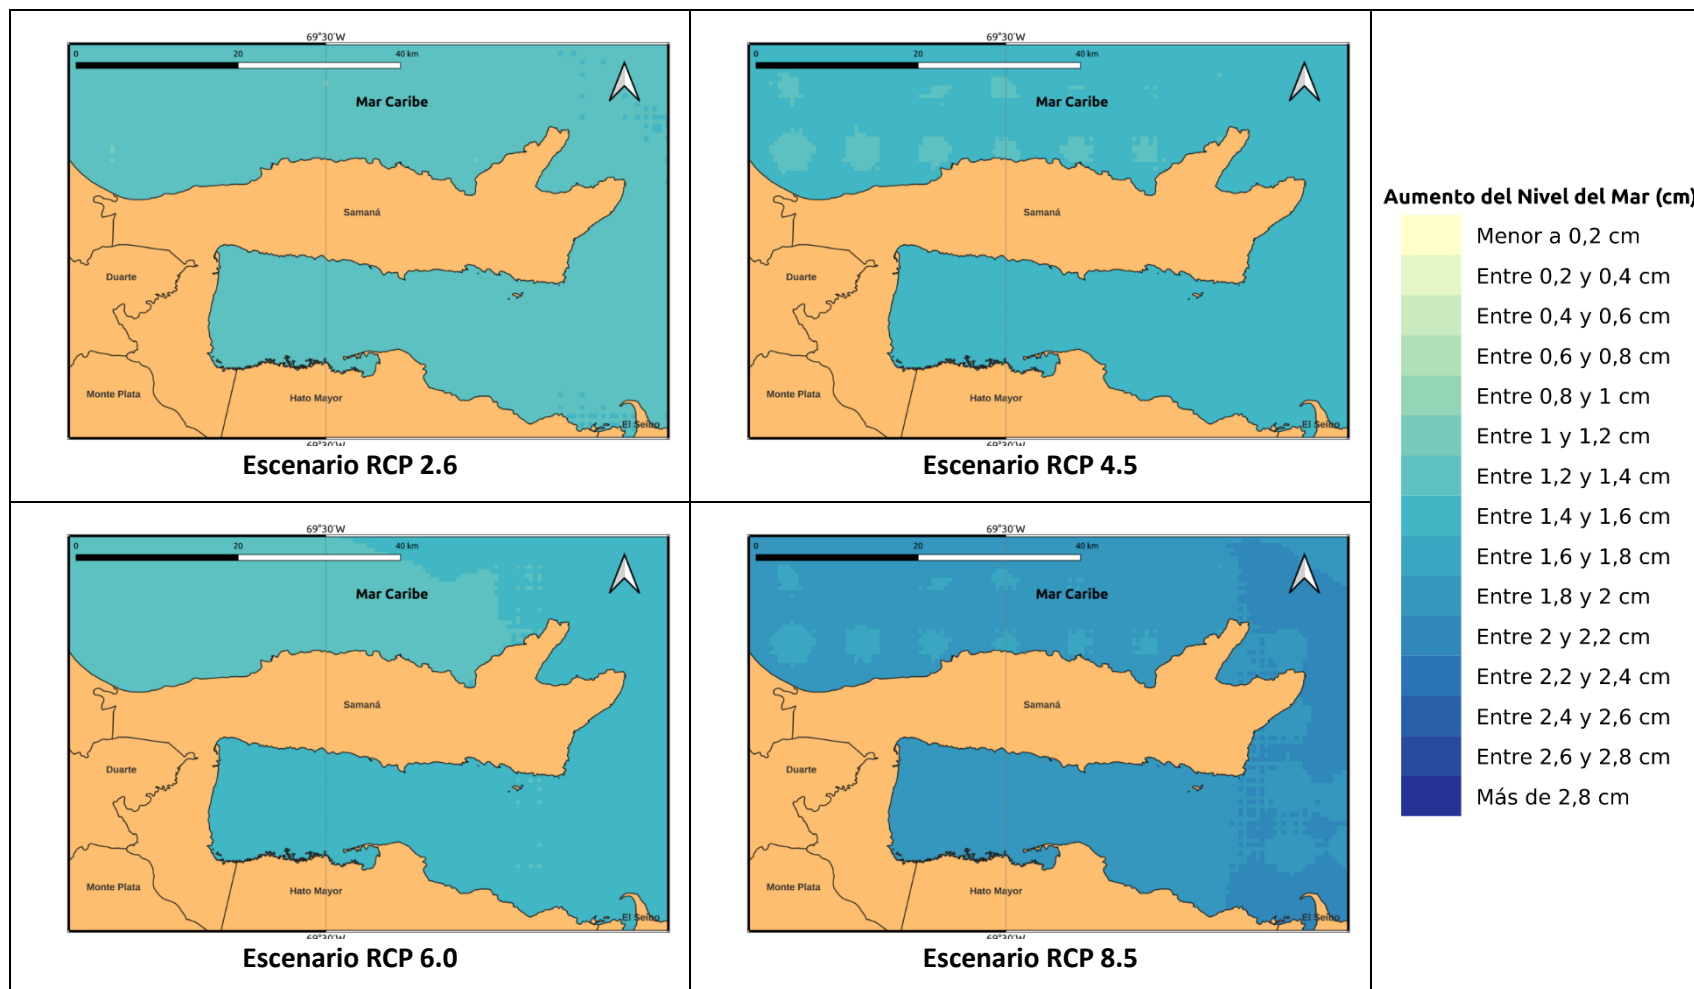 69°30'W
0 20 40 km
Mar Caribe
Samaná
Duarte
Monte Plata
Hato Mayor
El Seibo
69°30'W
Escenario RCP 2.6
69°30'W
0 20 40 km
Mar Caribe
Samaná
Duarte
Monte Plata
Hato Mayor
El Seibo
69°30'W
Escenario RCP 4.5
69°30'W
0 20 40 km
Mar Caribe
Samaná
Duarte
Monte Plata
Hato Mayor
El Seibo
69°30'W
Escenario RCP 6.0
69°30'W
0 20 40 km
Mar Caribe
Samaná
Duarte
Monte Plata
Hato Mayor
El Seibo
69°30'W
Escenario RCP 8.5
Aumento del Nivel del Mar (cm)
Menor a 0,2 cm
Entre 0,2 y 0,4 cm
Entre 0,4 y 0,6 cm
Entre 0,6 y 0,8 cm
Entre 0,8 y 1 cm
Entre 1 y 1,2 cm
Entre 1,2 y 1,4 cm
Entre 1,4 y 1,6 cm
Entre 1,6 y 1,8 cm
Entre 1,8 y 2 cm
Entre 2 y 2,2 cm
Entre 2,2 y 2,4 cm
Entre 2,4 y 2,6 cm
Entre 2,6 y 2,8 cm
Más de 2,8 cm